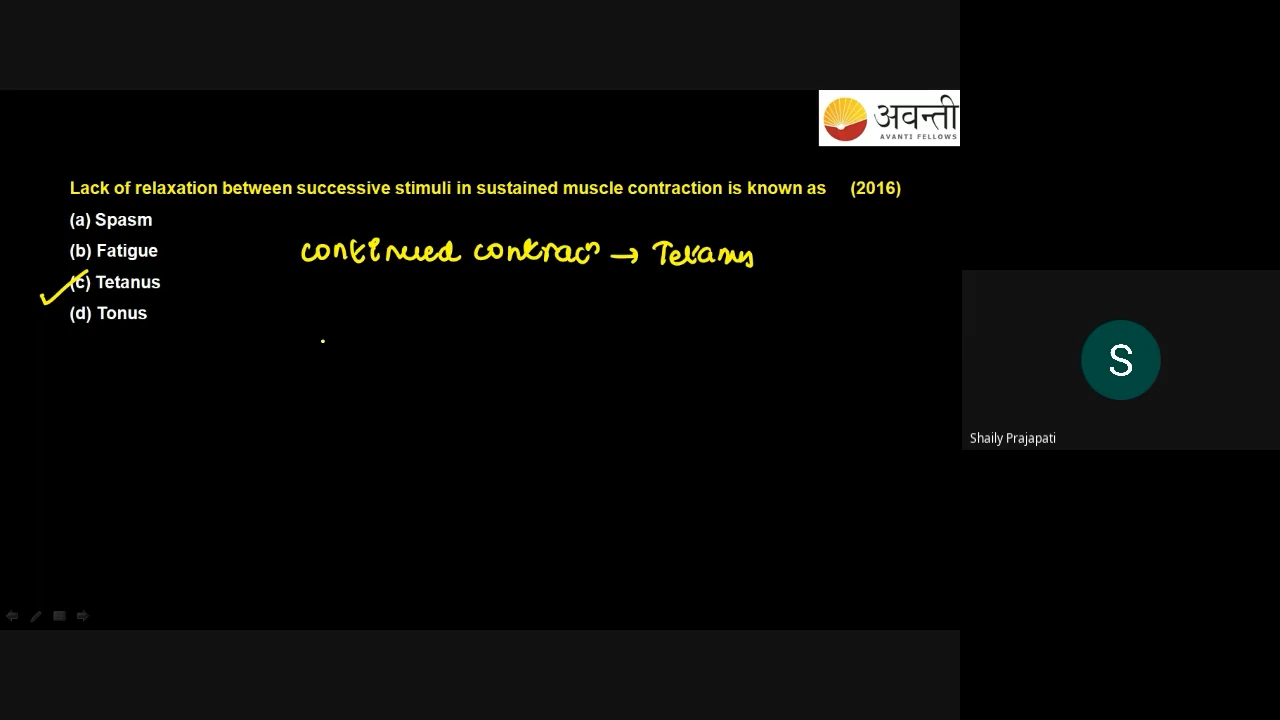 अवन्ती
AVANTI FELLOWS
Lack of relaxation between successive stimuli in sustained muscle contraction is known as (2016)
(a) Spasm
(b) Fatigue
continued contracn → Tetanus
(c) Tetanus
(d) Tonus
S
Shaily Prajapati